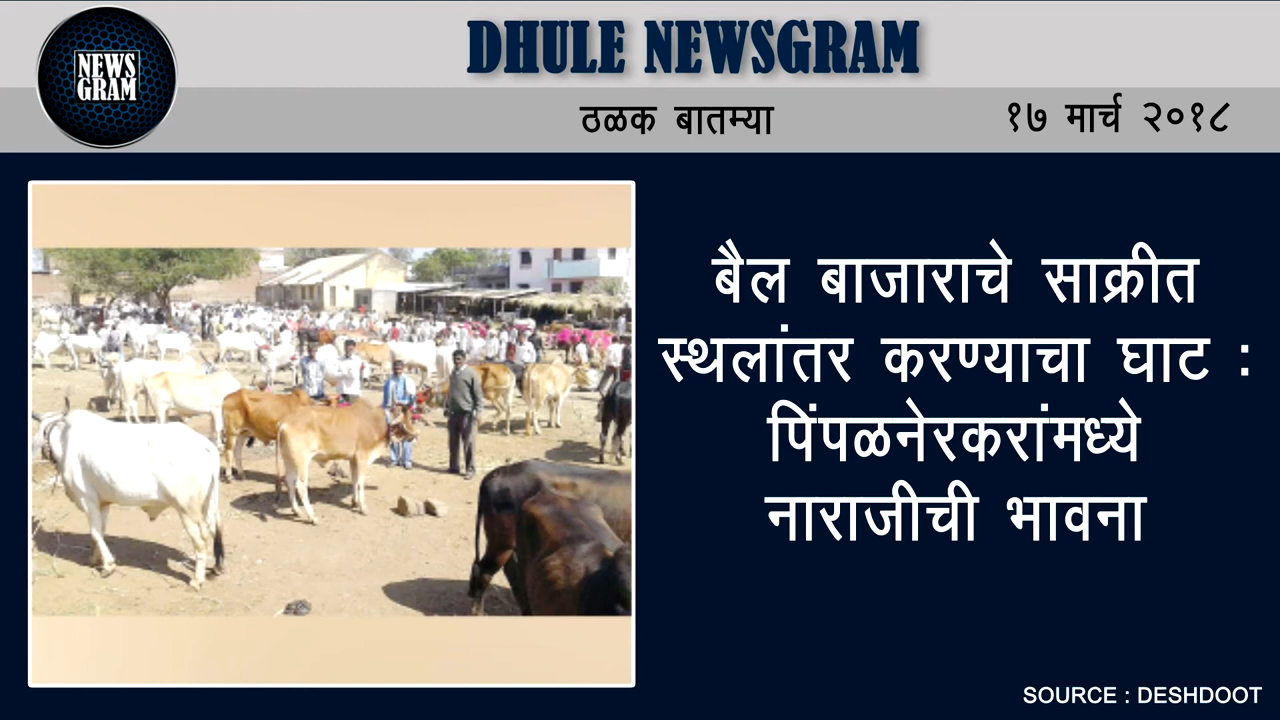 NEWS
GRAM
DHULE NEWSGRAM
ठळक बातम्या
१७ मार्च २०१८
बैल बाजाराचे साक्रीत
स्थलांतर करण्याचा घाट :
पिंपळनेरकरांमध्ये
नाराजीची भावना
SOURCE : DESHDOOT